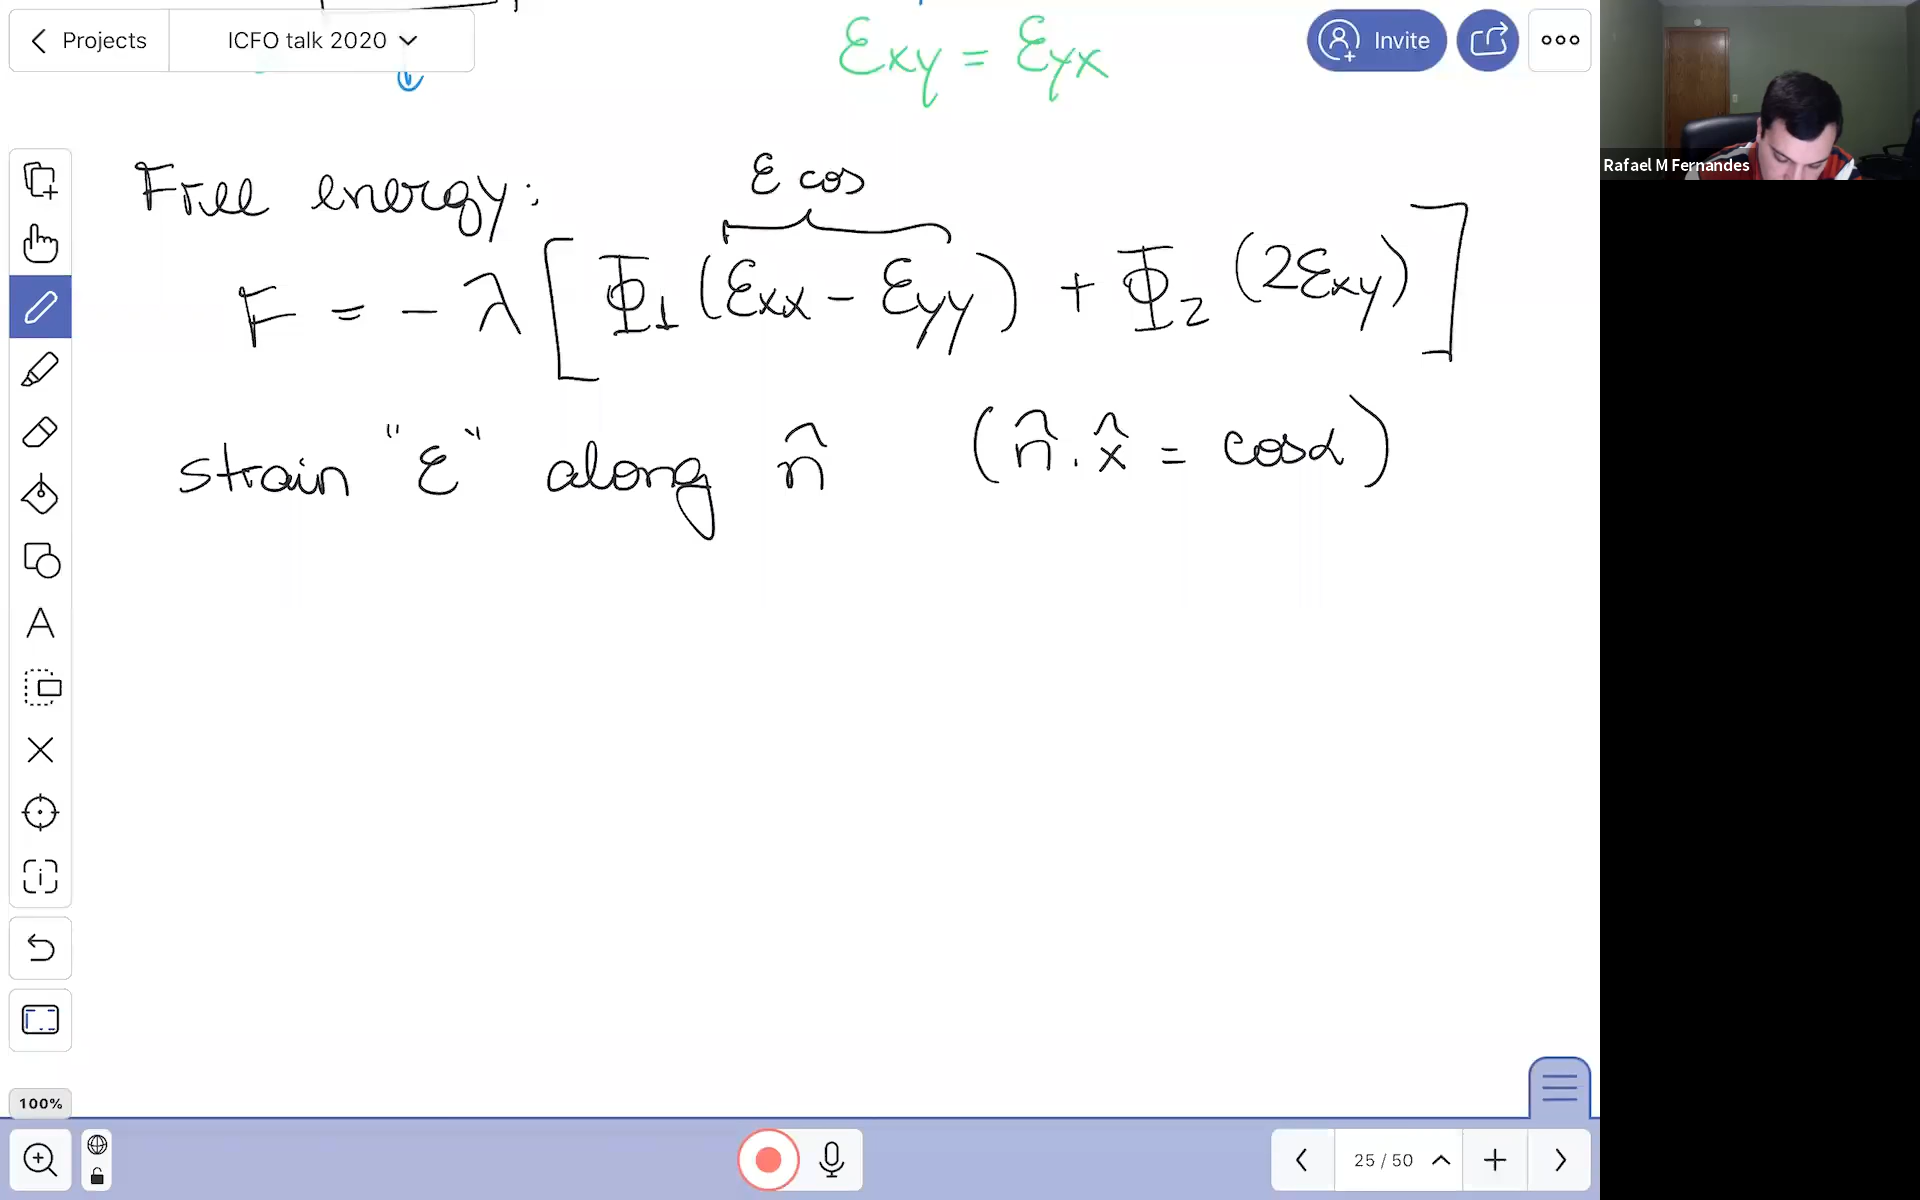 Projects
ICFO talk 2020
Invite
εxy = εyx
Rafael M Fernandes
Free energy:
ε cos
F = - λ [ Φ1 (εxx - εyy) + Φ2 (2εxy) ]
strain "ε" along n̂ (n̂ . x̂ = cosα)
A
100%
25 / 50